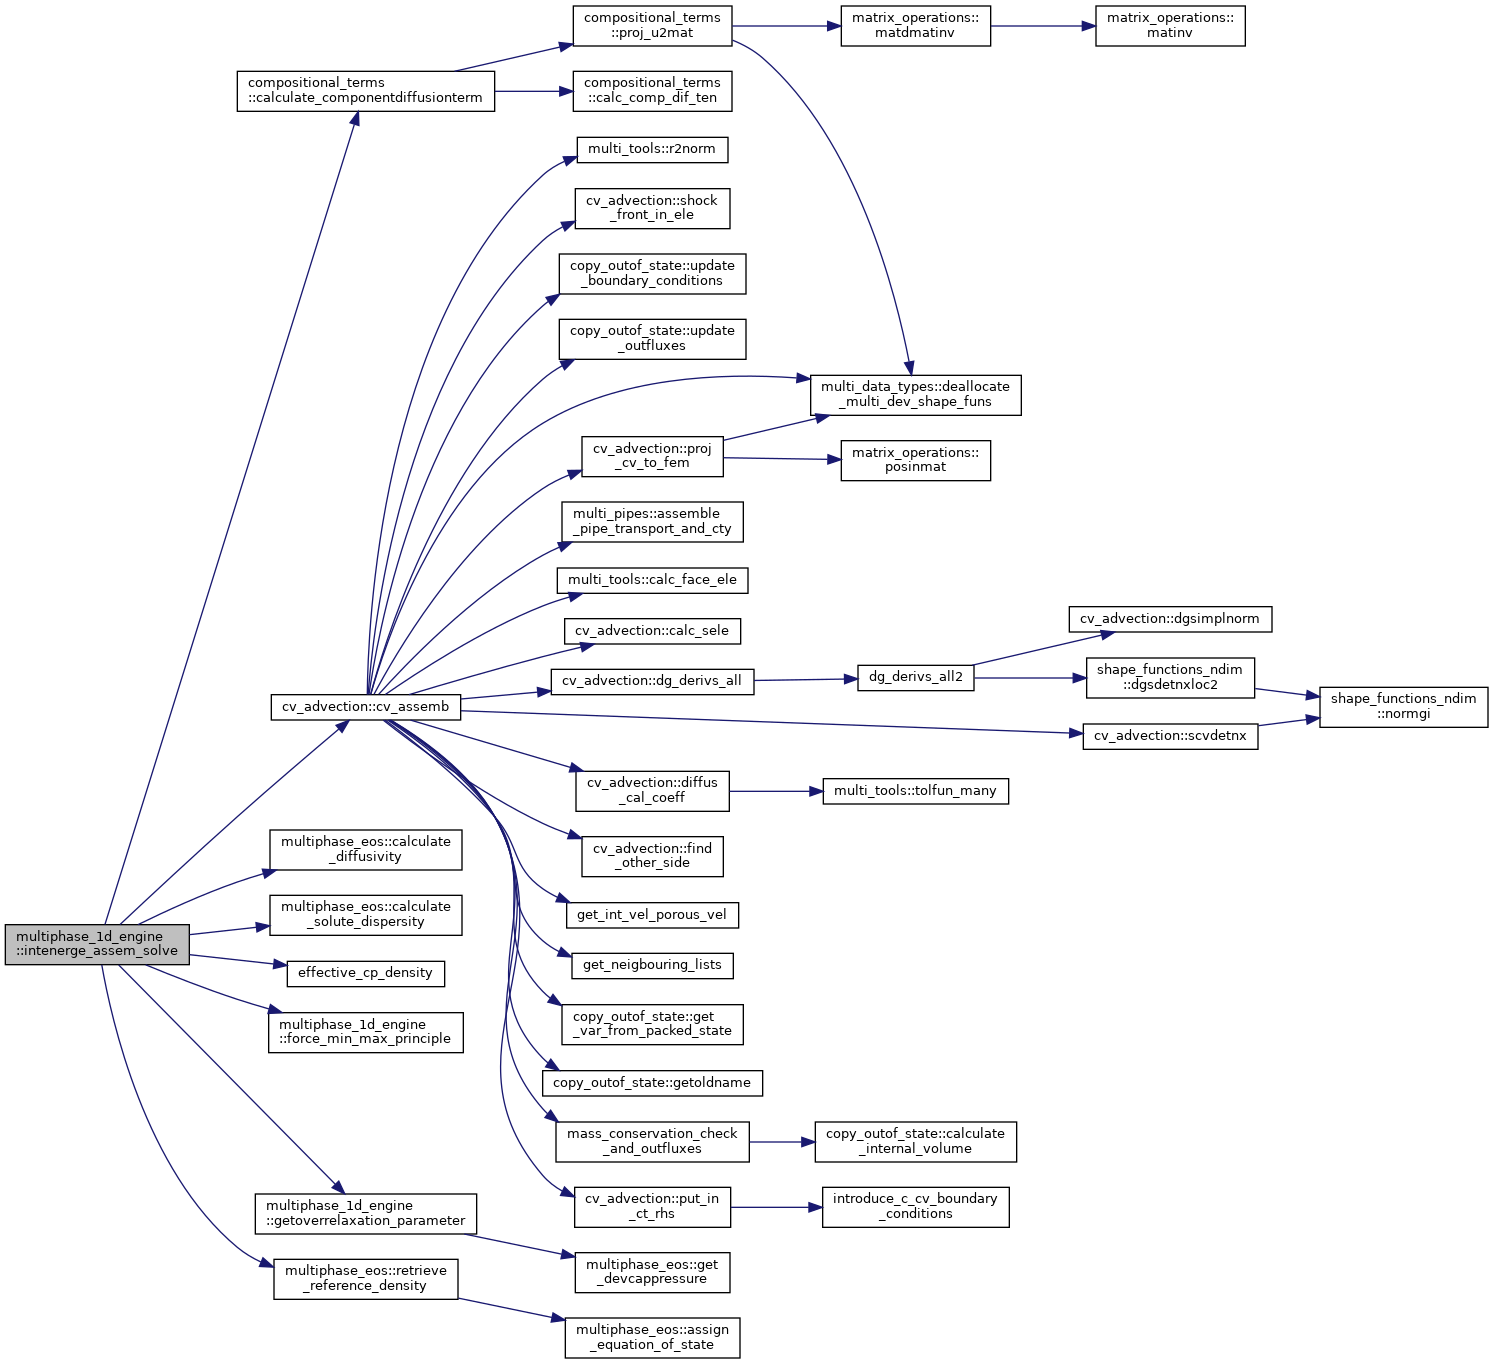 compositional_terms
::proj_u2mat
matrix_operations::
matdmatinv
matrix_operations::
matinv
compositional_terms
::calculate_componentdiffusionterm
compositional_terms
::calc_comp_dif_ten
multi_tools::r2norm
cv_advection::shock
_front_in_ele
copy_outof_state::update
_boundary_conditions
copy_outof_state::update
_outfluxes
multi_data_types::deallocate
_multi_dev_shape_funs
cv_advection::proj
_cv_to_fem
matrix_operations::
posinmat
multi_pipes::assemble
_pipe_transport_and_cty
multi_tools::calc_face_ele
cv_advection::calc_sele
cv_advection::dgsimplnorm
cv_advection::dg_derivs_all
dg_derivs_all2
shape_functions_ndim
::dgsdetnxloc2
shape_functions_ndim
::normgi
cv_advection::cv_assemb
cv_advection::scvdetnx
cv_advection::diffus
_cal_coeff
multi_tools::tolfun_many
multiphase_eos::calculate
_diffusivity
cv_advection::find
_other_side
multiphase_eos::calculate
_solute_dispersity
get_int_vel_porous_vel
multiphase_1d_engine
::intenerge_assem_solve
effective_cp_density
get_neigbouring_lists
multiphase_1d_engine
::force_min_max_principle
copy_outof_state::get
_var_from_packed_state
copy_outof_state::getoldname
mass_conservation_check
_and_outfluxes
copy_outof_state::calculate
_internal_volume
multiphase_1d_engine
::getoverrelaxation_parameter
cv_advection::put_in
_ct_rhs
introduce_c_cv_boundary
_conditions
multiphase_eos::get
_devcappressure
multiphase_eos::retrieve
_reference_density
multiphase_eos::assign
_equation_of_state